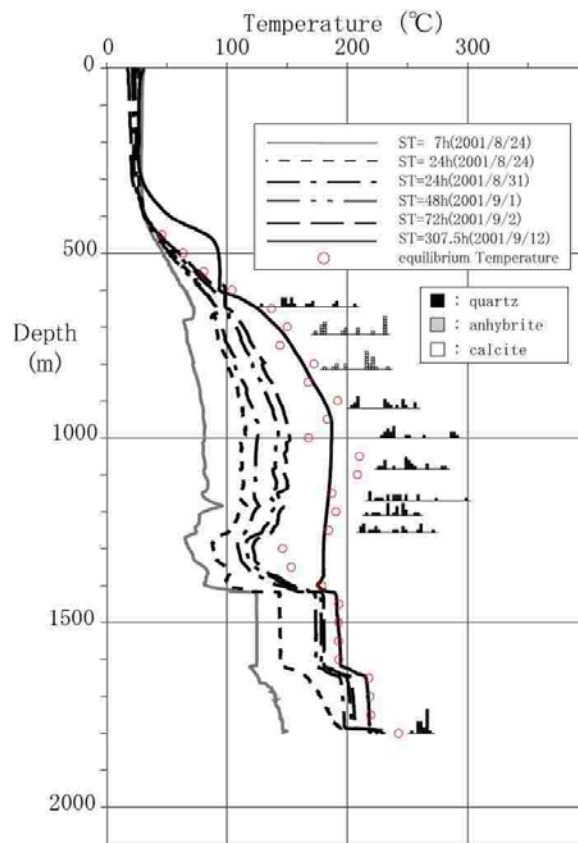 Temperature (℃)
0 100 200 300
0
ST= 7h(2001/8/24)
ST= 24h(2001/8/24)
ST=24h(2001/8/31)
ST=48h(2001/9/1)
ST=72h(2001/9/2)
ST=307.5h(2001/9/12)
equilibrium Temperature
500
: quartz
: anhybrite
: calcite
Depth
(m)
1000
1500
2000